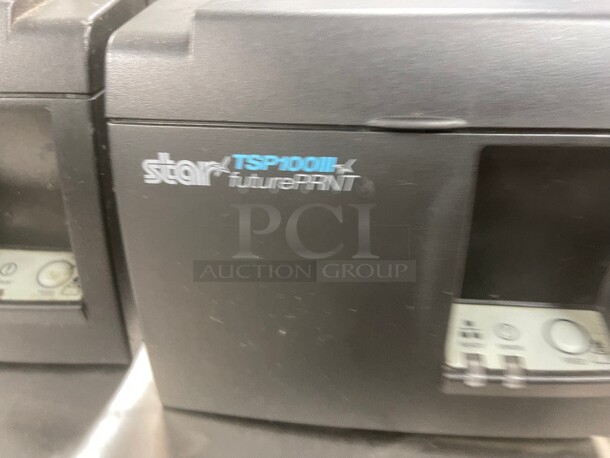 star TSP100III
futurePRNT
PCI
AUCTION GROUP